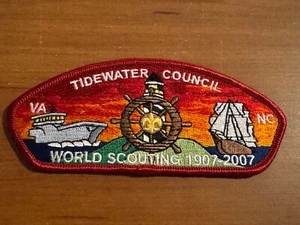 TIDEWATER COUNCIL
VA
NC
WORLD SCOUTING 1907-2007